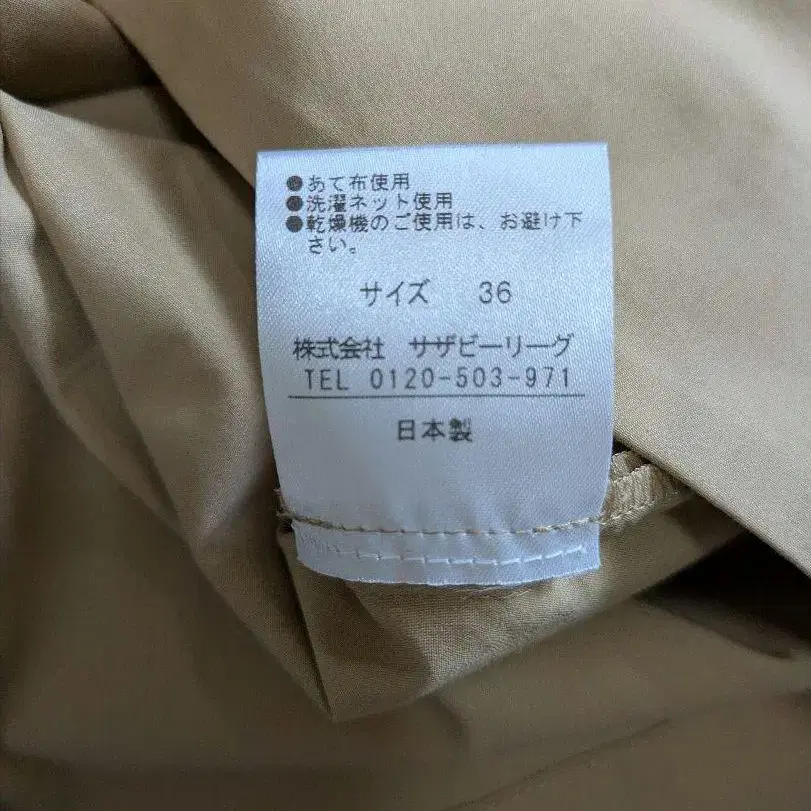 ●あて布使用
●洗濯ネット使用
●乾燥機のご使用は、お避け下
さい。
サイズ 36
株式会社 サザビーリーグ
TEL 0120-503-971
日本製